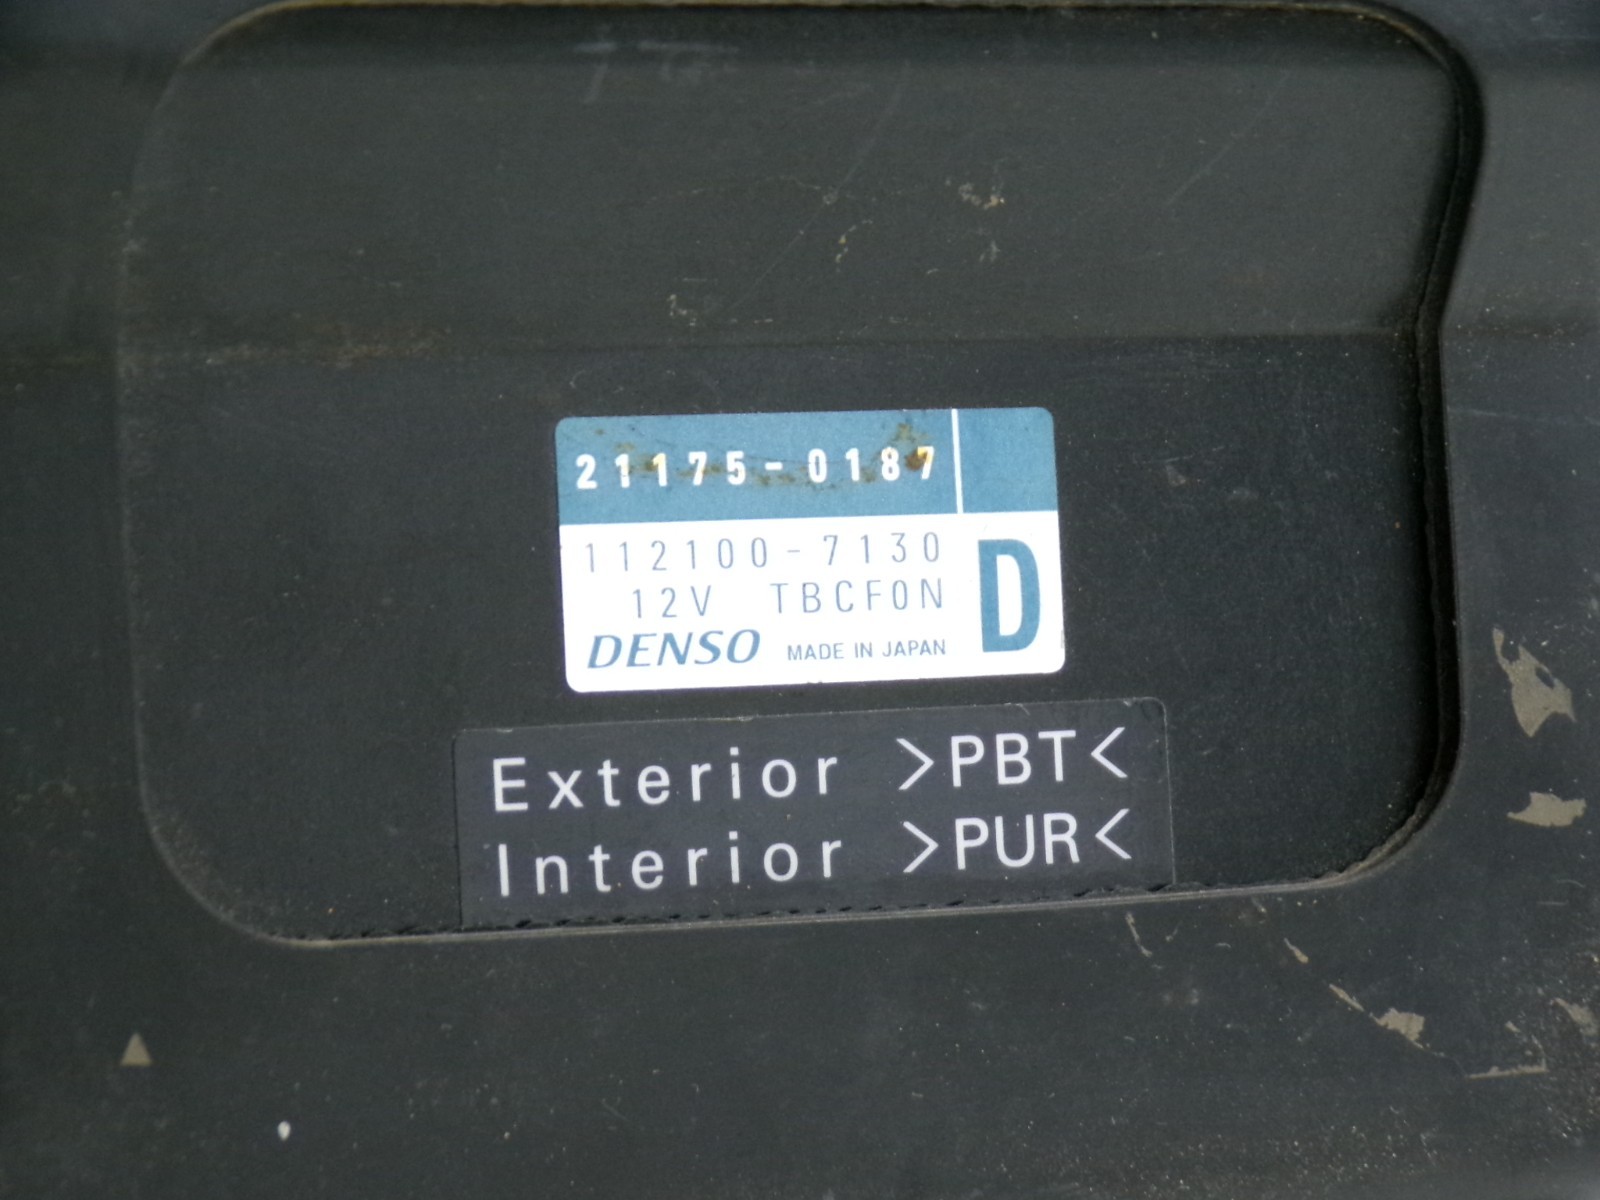 21175-0187
112100-7130
12V TBCF0N
DENSO MADE IN JAPAN
D
Exterior >PBT<
Interior >PUR<